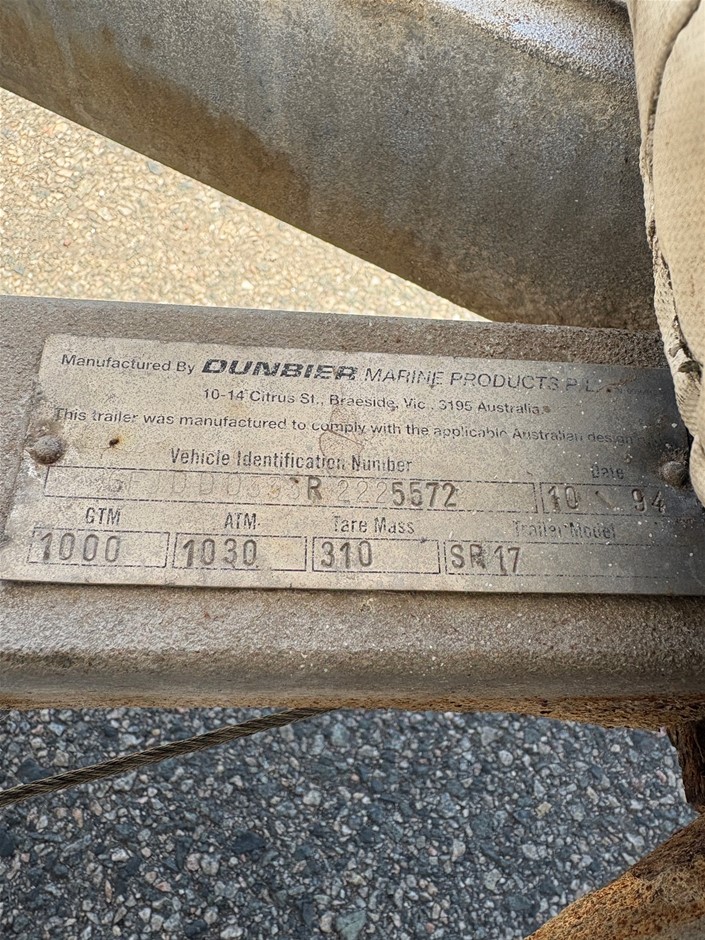 Manufactured By DUNBIER MARINE PRODUCTS P.L.
10-14 Citrus St., Braeside, Vic., 3195 Australia.
This trailer was manufactured to comply with the applicable Australian design
Vehicle Identification Number Date
R 2225572 10 94
GTM ATM Tare Mass Trailer Model
1000 1030 310 SR17